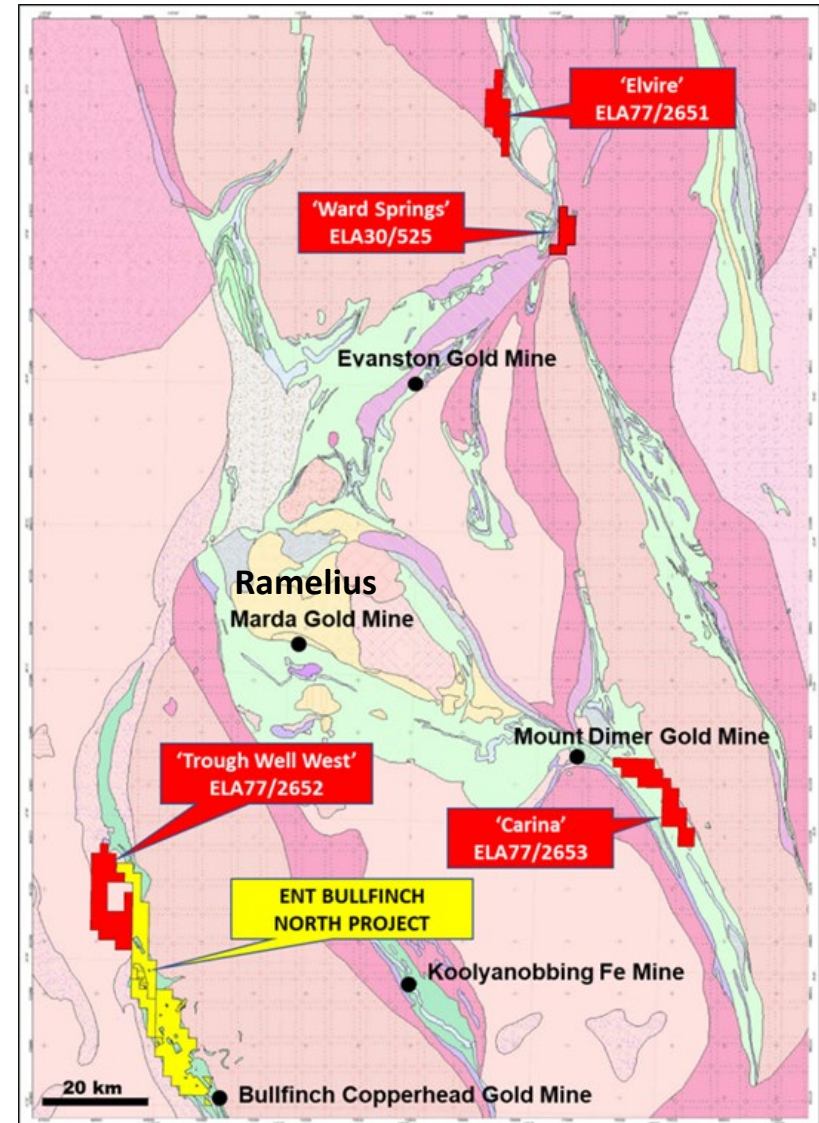 ‘Elvire’
ELA77/2651
‘Ward Springs’
ELA30/525
Evanston Gold Mine
Ramelius
Marda Gold Mine
Mount Dimer Gold Mine
‘Trough Well West’
ELA77/2652
‘Carina’
ELA77/2653
ENT BULLFINCH
NORTH PROJECT
Koolyanobbing Fe Mine
20 km
Bullfinch Copperhead Gold Mine